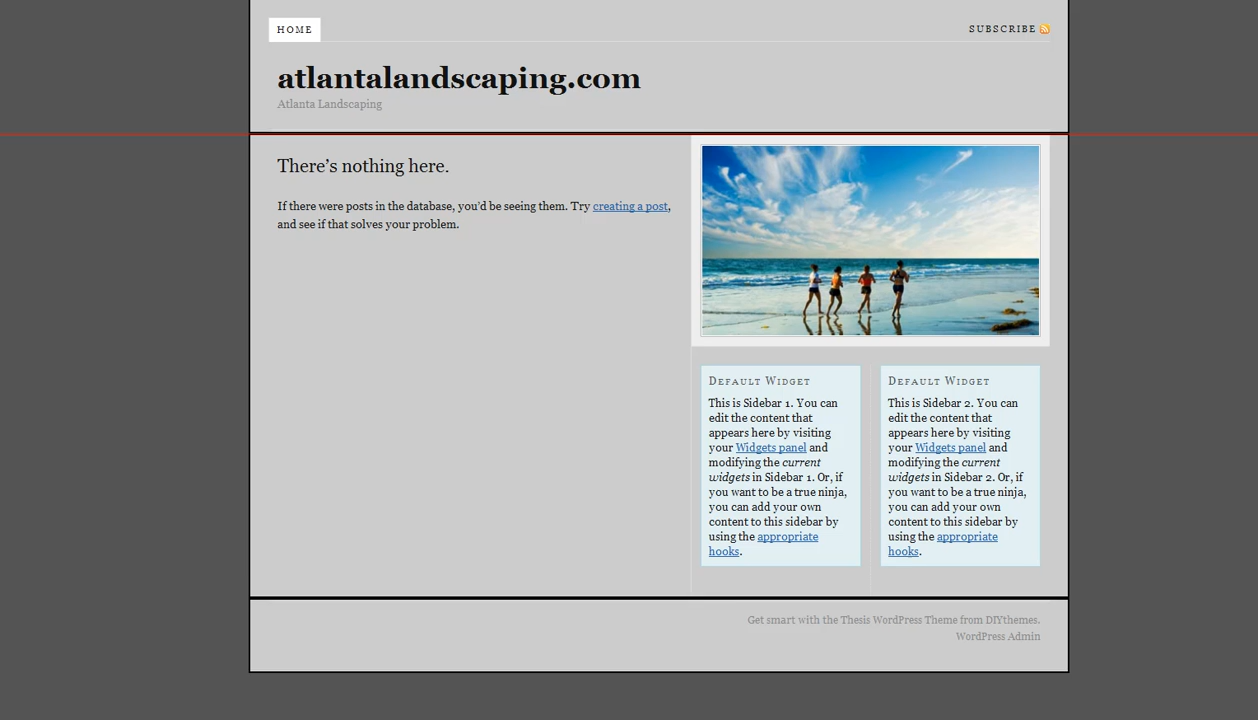 HOME
SUBSCRIBE
atlantalandscaping.com
Atlanta Landscaping
There's nothing here.
If there were posts in the database, you'd be seeing them. Try creating a post,
and see if that solves your problem.
Default Widget
This is Sidebar 1. You can
edit the content that
appears here by visiting
your Widgets panel and
modifying the current
widgets in Sidebar 1. Or, if
you want to be a true ninja,
you can add your own
content to this sidebar by
using the appropriate
hooks.
Default Widget
This is Sidebar 2. You can
edit the content that
appears here by visiting
your Widgets panel and
modifying the current
widgets in Sidebar 2. Or, if
you want to be a true ninja,
you can add your own
content to this sidebar by
using the appropriate
hooks.
Get smart with the Thesis WordPress Theme from DIYthemes.
WordPress Admin